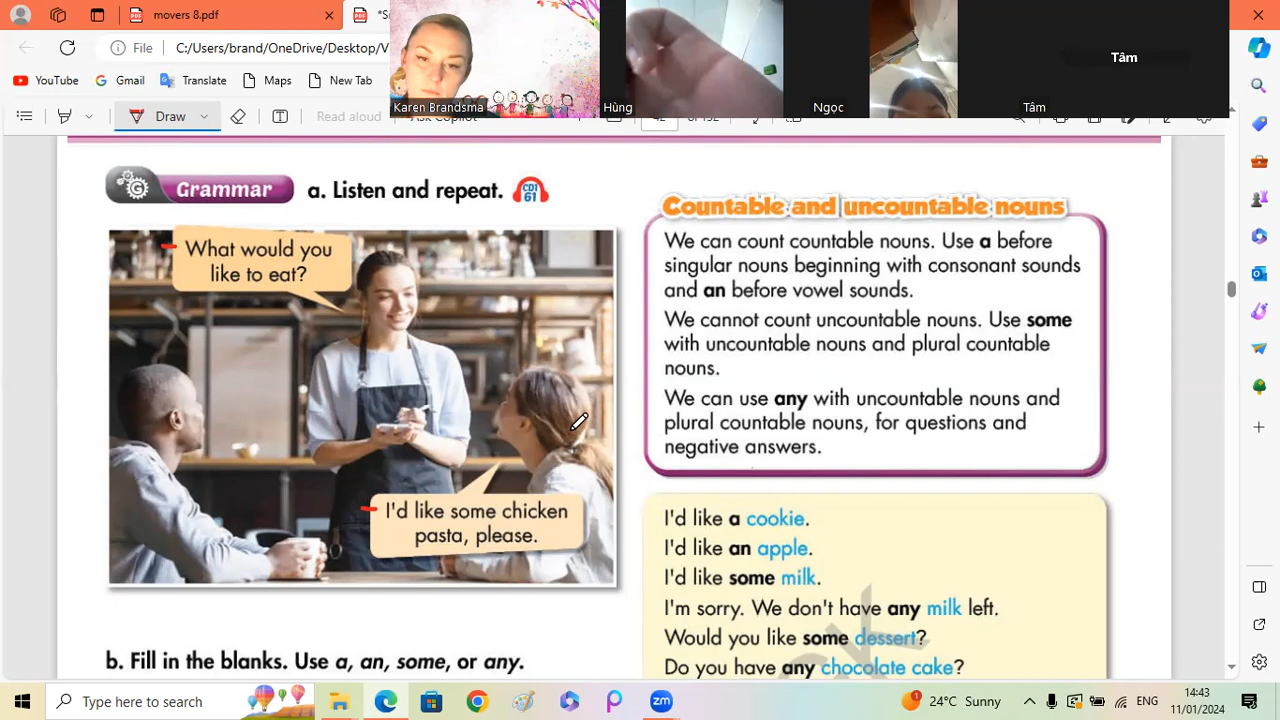 movers 8.pdf
File
C:/Users/brand/OneDrive/Desktop/V
YouTube
Gmail
Translate
Maps
New Tab
Karen Brandsma
Hùng
Ngọc
Tâm
Tâm
Draw
Read aloud
Ask Copilot
Grammar
a. Listen and repeat.
CD1
61
What would you
like to eat?
I'd like some chicken
pasta, please.
b. Fill in the blanks. Use a, an, some, or any.
Countable and uncountable nouns
We can count countable nouns. Use a before
singular nouns beginning with consonant sounds
and an before vowel sounds.
We cannot count uncountable nouns. Use some
with uncountable nouns and plural countable
nouns.
We can use any with uncountable nouns and
plural countable nouns, for questions and
negative answers.
I'd like a cookie.
I'd like an apple.
I'd like some milk.
I'm sorry. We don't have any milk left.
Would you like some dessert?
Do you have any chocolate cake?
Type here to search
zm
1
24°C Sunny
ENG
14:43
11/01/2024